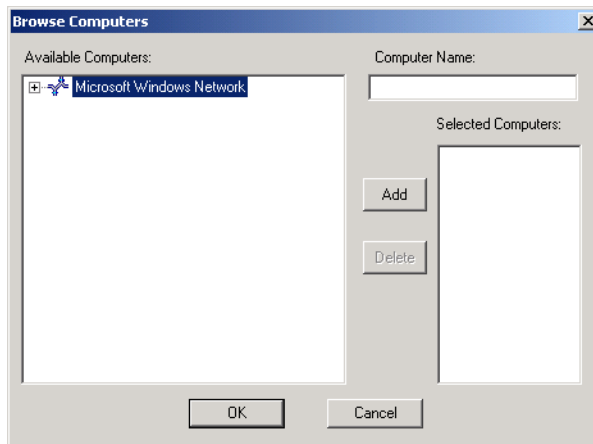 Browse Computers
Available Computers:
Computer Name:
Microsoft Windows Network
Selected Computers:
Add
Delete
OK
Cancel